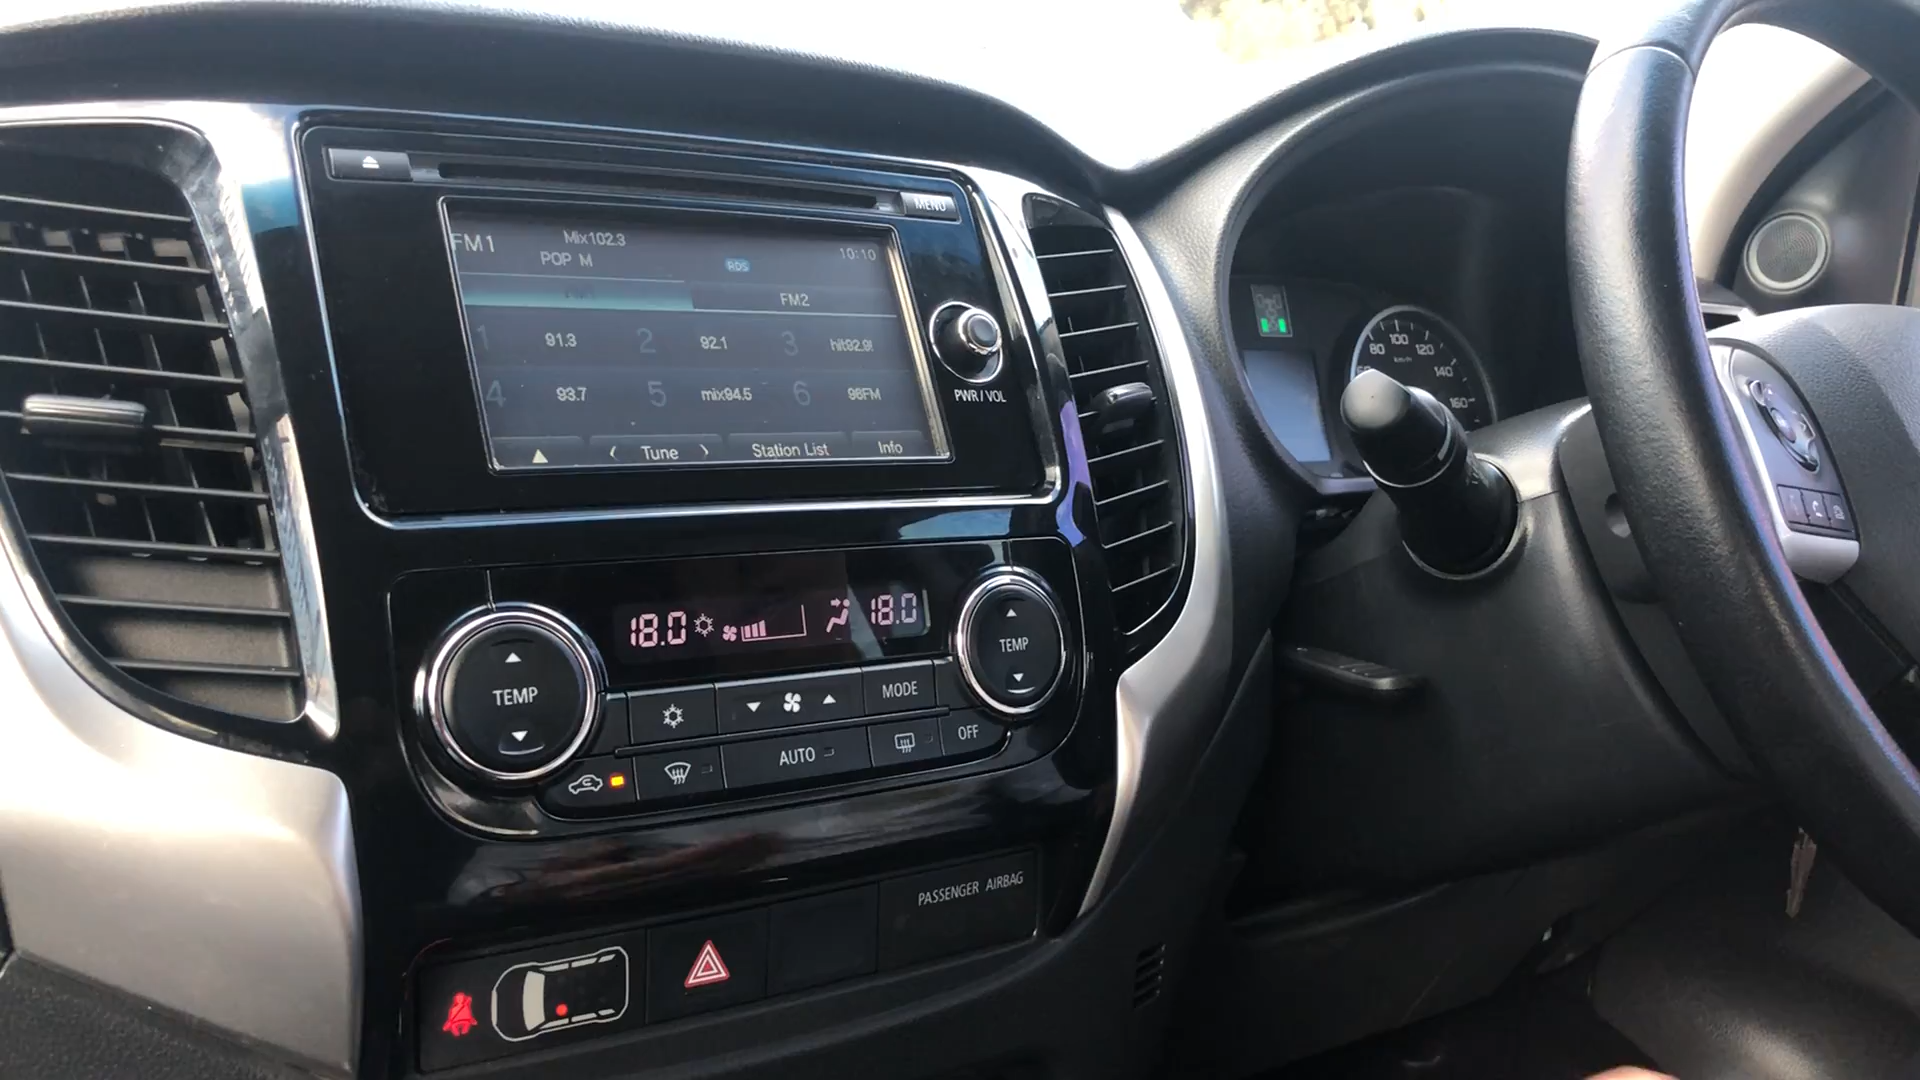 MENU
FM1
Mix102.3
POP M
RDS
10:10
FM2
1 91.3 2 92.1 3 hit92.9!
4 93.7 5 mix94.5 6 96FM
Tune
Station List
Info
PWR / VOL
80 100 120 140 160
km/h
18.0
18.0
TEMP
TEMP
MODE
AUTO
OFF
PASSENGER AIRBAG